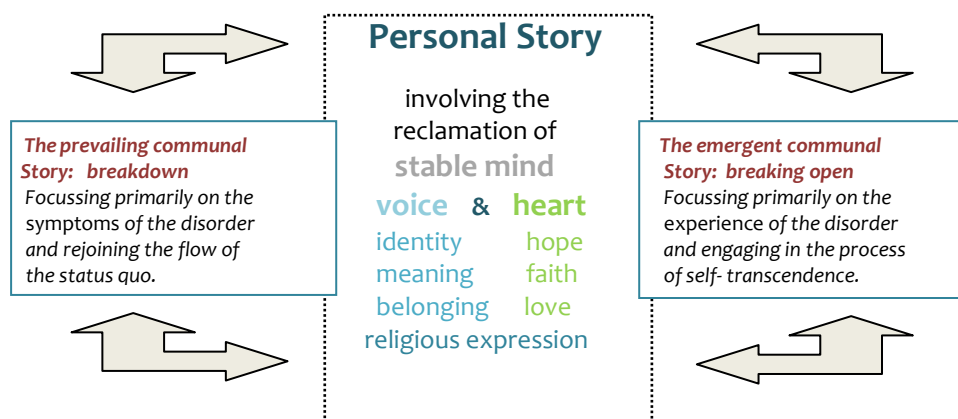 Personal Story
involving the
reclamation of
stable mind
voice & heart
identity hope
meaning faith
belonging love
religious expression
The prevailing communal
Story: breakdown
Focussing primarily on the
symptoms of the disorder
and rejoining the flow of
the status quo.
The emergent communal
Story: breaking open
Focussing primarily on the
experience of the disorder
and engaging in the process
of self- transcendence.